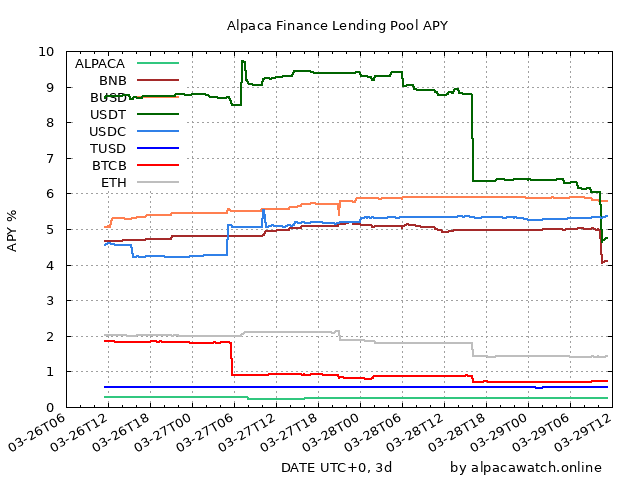 Alpaca Finance Lending Pool APY
10
9
8
7
6
5
4
3
2
1
0
APY %
ALPACA
BNB
BUSD
USDT
USDC
TUSD
BTCB
ETH
03-26T06
03-26T12
03-26T18
03-27T00
03-27T06
03-27T12
03-27T18
03-28T00
03-28T06
03-28T12
03-28T18
03-29T00
03-29T06
03-29T12
DATE UTC+0, 3d
by alpacawatch.online